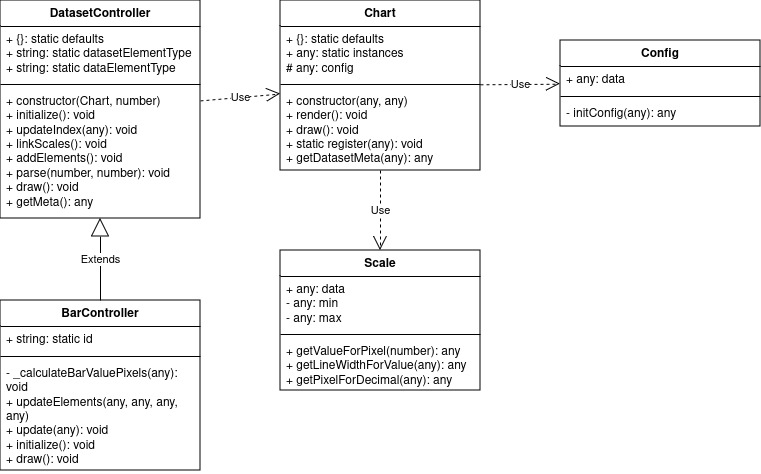 DatasetController
+ {}: static defaults
+ string: static datasetElementType
+ string: static dataElementType
+ constructor(Chart, number)
+ initialize(): void
+ updateIndex(any): void
+ linkScales(): void
+ addElements(): void
+ parse(number, number): void
+ draw(): void
+ getMeta(): any
Use
Chart
+ {}: static defaults
+ any: static instances
# any: config
+ constructor(any, any)
+ render(): void
+ draw(): void
+ static register(any): void
+ getDatasetMeta(any): any
Use
Config
+ any: data
- initConfig(any): any
Use
Extends
BarController
+ string: static id
- _calculateBarValuePixels(any):
void
+ updateElements(any, any, any,
any)
+ update(any): void
+ initialize(): void
+ draw(): void
Scale
+ any: data
- any: min
- any: max
+ getValueForPixel(number): any
+ getLineWidthForValue(any): any
+ getPixelForDecimal(any): any